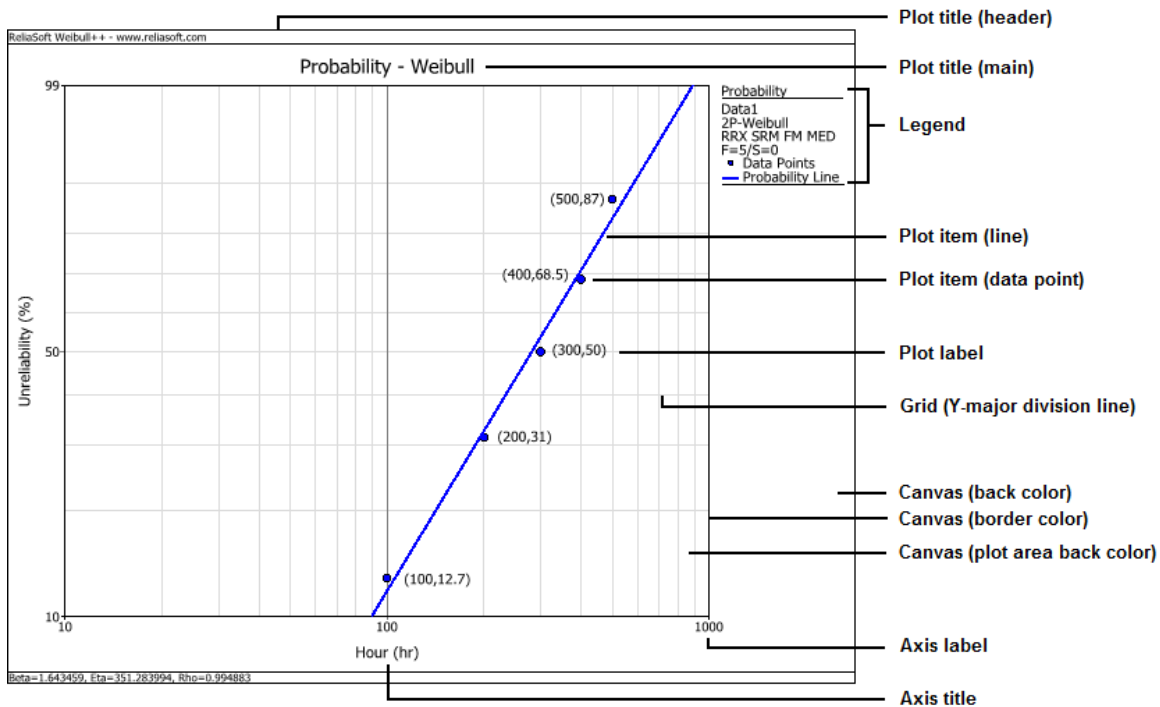 Plot title (header)
ReliaSoft Weibull++ - www.reliasoft.com
Probability - Weibull
Plot title (main)
99
Probability
Data1
2P-Weibull
RRX SRM FM MED
F=5/S=0
Data Points
Probability Line
Legend
(500,87)
Plot item (line)
(400,68.5)
Plot item (data point)
Unreliability (%)
50
(300,50)
Plot label
Grid (Y-major division line)
(200,31)
Canvas (back color)
Canvas (border color)
Canvas (plot area back color)
(100,12.7)
10
10
100
1000
Hour (hr)
Axis label
Beta=1.643459, Eta=351.283994, Rho=0.994883
Axis title